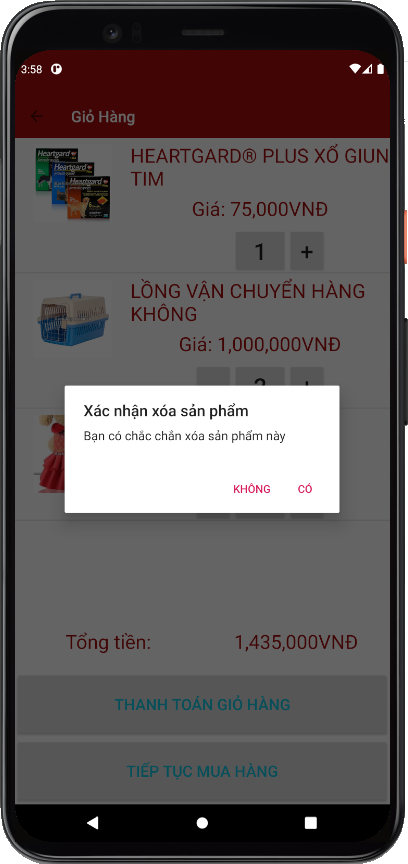 3:58
Giỏ Hàng
Heartgard
HEARTGARD® PLUS XỔ GIUN
TIM
Giá: 75,000VNĐ
1
+
LỒNG VẬN CHUYỂN HÀNG
KHÔNG
Giá: 1,000,000VNĐ
Xác nhận xóa sản phẩm
Bạn có chắc chắn xóa sản phẩm này
KHÔNG
CÓ
Tổng tiền:
1,435,000VNĐ
THANH TOÁN GIỎ HÀNG
TIẾP TỤC MUA HÀNG